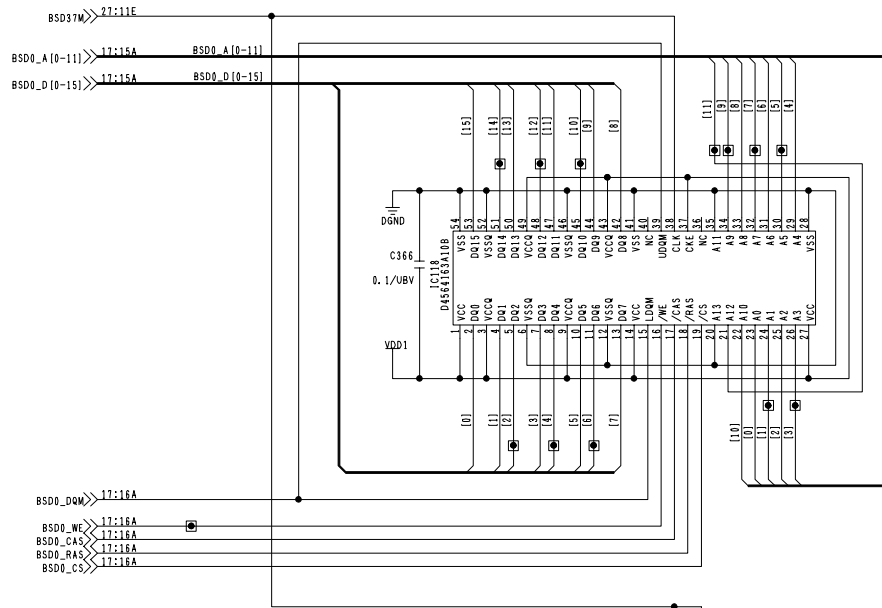 BSD37M 27:11E
BSD0_A[0-11] 17:15A BSD0_A[0-11]
BSD0_D[0-15] 17:15A BSD0_D[0-15]
[15] [14] [13] [12] [11] [10] [9] [8] [11] [9] [8] [7] [6] [5] [4]
DGND
54 53 52 51 50 49 48 47 46 45 44 43 42 41 40 39 38 37 36 35 34 33 32 31 30 29 28
VSS DQ15 VSSQ DQ14 DQ13 VCCQ DQ12 DQ11 VSSQ DQ10 DQ9 VCCQ DQ8 VSS NC UDQM CLK CKE NC A11 A9 A8 A7 A6 A5 A4 VSS
C366
0.1/UBV
IC118
D4564163A10B
VCC DQ0 VCCQ DQ1 DQ2 VSSQ DQ3 DQ4 VCCQ DQ5 DQ6 VSSQ DQ7 VCC LDQM /WE /CAS /RAS /CS A13 A12 A10 A0 A1 A2 A3 VCC
1 2 3 4 5 6 7 8 9 10 11 12 13 14 15 16 17 18 19 20 21 22 23 24 25 26 27
VDD1
[0] [1] [2] [3] [4] [5] [6] [7] [10] [0] [1] [2] [3]
BSD0_DQM 17:16A
BSD0_WE 17:16A
BSD0_CAS 17:16A
BSD0_RAS 17:16A
BSD0_CS 17:16A